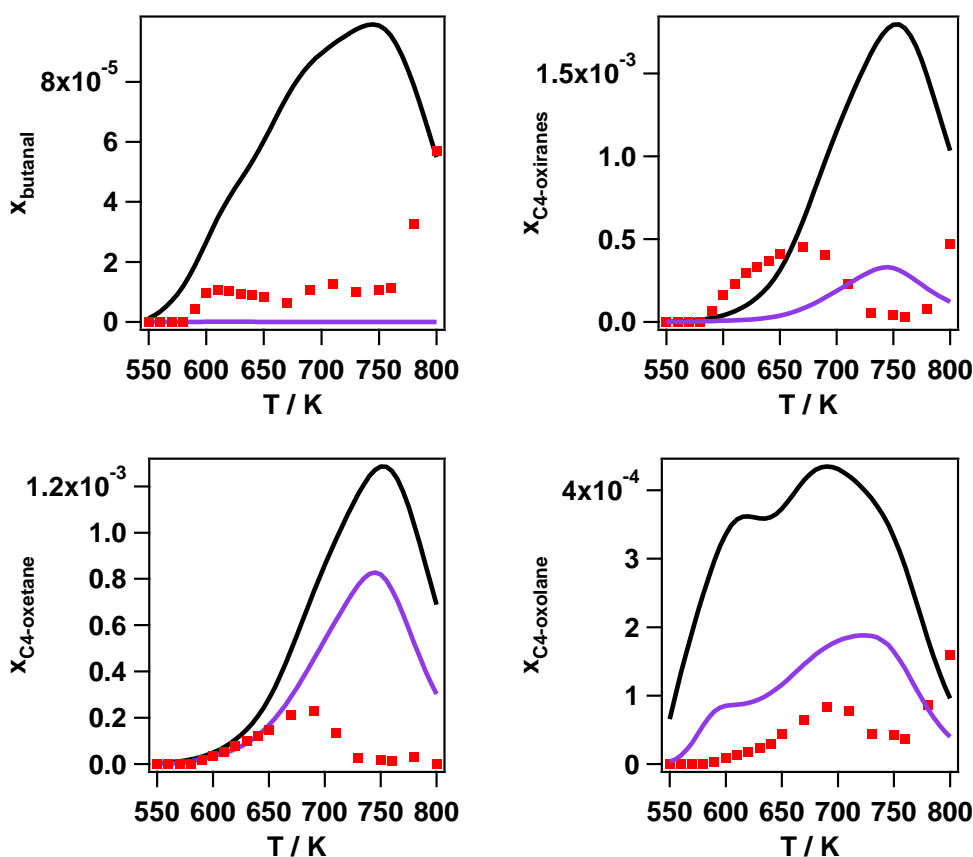 8x10-5
6
4
2
0
550 600 650 700 750 800
T / K
xbutanal
1.5x10-3
1.0
0.5
0.0
550 600 650 700 750 800
T / K
xC4-oxiranes
1.2x10-3
1.0
0.8
0.6
0.4
0.2
0.0
550 600 650 700 750 800
T / K
xC4-oxetane
4x10-4
3
2
1
0
550 600 650 700 750 800
T / K
xC4-oxolane